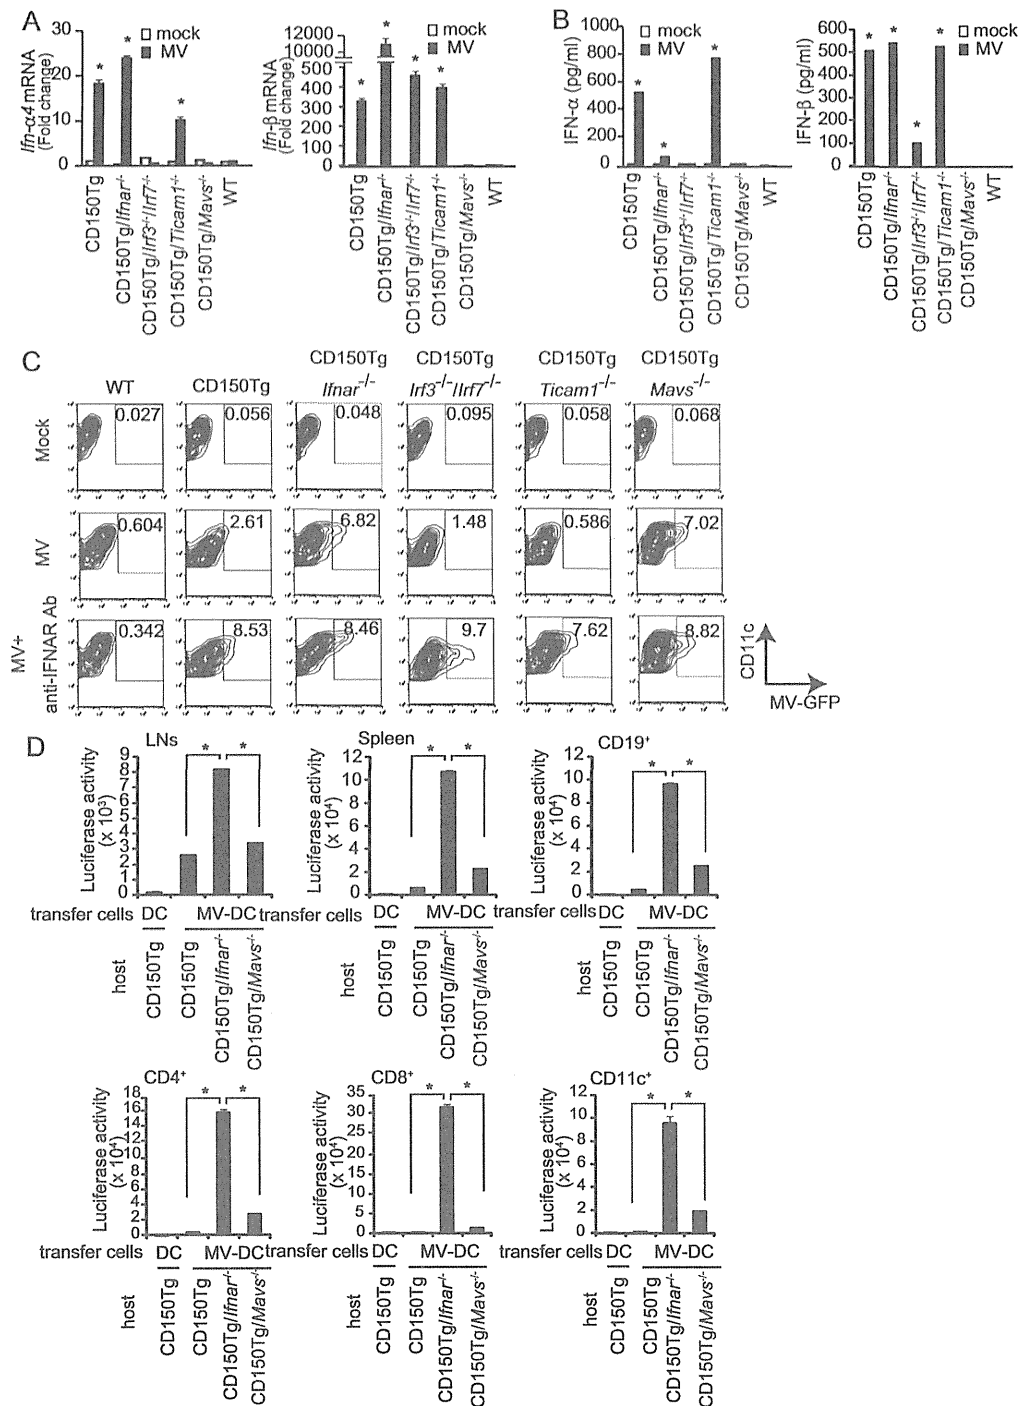 A
30
20
10
0
Ifn-α4 mRNA
(Fold change)
mock
MV
*
*
*
CD150Tg
CD150Tg/Ifnar-/-
CD150Tg/Irf3-/-/Irf7-/-
CD150Tg/Ticam1-/-
CD150Tg/Mavs-/-
WT
12000
10000
500
400
300
200
100
0
Ifn-β mRNA
(Fold change)
mock
MV
*
*
*
*
CD150Tg
CD150Tg/Ifnar-/-
CD150Tg/Irf3-/-/Irf7-/-
CD150Tg/Ticam1-/-
CD150Tg/Mavs-/-
WT
B
1000
800
600
400
200
0
IFN-α (pg/ml)
mock
MV
*
*
*
CD150Tg
CD150Tg/Ifnar-/-
CD150Tg/Irf3-/-/Irf7-/-
CD150Tg/Ticam1-/-
CD150Tg/Mavs-/-
WT
600
500
400
300
200
100
0
IFN-β (pg/ml)
mock
MV
*
*
*
*
CD150Tg
CD150Tg/Ifnar-/-
CD150Tg/Irf3-/-/Irf7-/-
CD150Tg/Ticam1-/-
CD150Tg/Mavs-/-
WT
C
WT
CD150Tg
CD150Tg
Ifnar-/-
CD150Tg
Irf3-/-/Irf7-/-
CD150Tg
Ticam1-/-
CD150Tg
Mavs-/-
Mock
0.027 0.056 0.048 0.095 0.058 0.068
MV
0.604 2.61 6.82 1.48 0.586 7.02
MV+
anti-IFNAR Ab
0.342 8.53 8.46 9.7 7.62 8.82
CD11c
MV-GFP
D
LNs
Luciferase activity
(x 10³)
9
8
7
6
5
4
3
2
1
0
* *
transfer cells DC MV-DC
host
CD150Tg
CD150Tg
CD150Tg/Ifnar-/-
CD150Tg/Mavs-/-
Spleen
Luciferase activity
(x 10⁴)
12
10
8
6
4
2
0
* *
transfer cells DC MV-DC
host
CD150Tg
CD150Tg
CD150Tg/Ifnar-/-
CD150Tg/Mavs-/-
CD19+
Luciferase activity
(x 10⁴)
12
10
8
6
4
2
0
* *
transfer cells DC MV-DC
host
CD150Tg
CD150Tg
CD150Tg/Ifnar-/-
CD150Tg/Mavs-/-
CD4+
Luciferase activity
(x 10⁴)
18
16
14
12
10
8
6
4
2
0
* *
transfer cells DC MV-DC
host
CD150Tg
CD150Tg
CD150Tg/Ifnar-/-
CD150Tg/Mavs-/-
CD8+
Luciferase activity
(x 10⁴)
35
30
25
20
15
10
5
0
* *
transfer cells DC MV-DC
host
CD150Tg
CD150Tg
CD150Tg/Ifnar-/-
CD150Tg/Mavs-/-
CD11c+
Luciferase activity
(x 10⁴)
12
10
8
6
4
2
0
* *
transfer cells DC MV-DC
host
CD150Tg
CD150Tg
CD150Tg/Ifnar-/-
CD150Tg/Mavs-/-